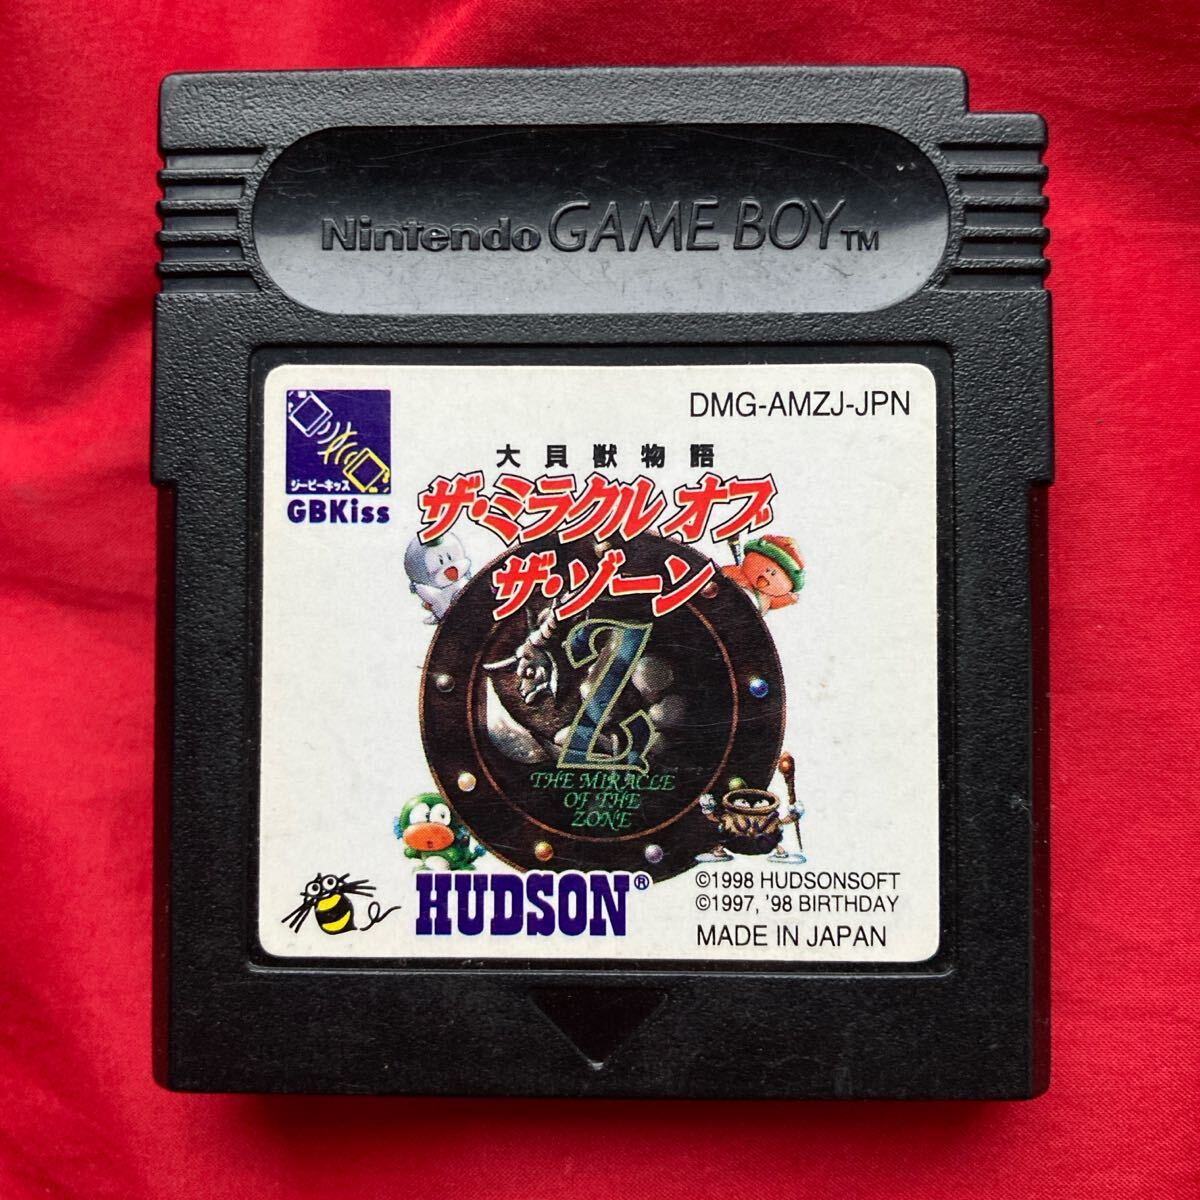 Nintendo GAME BOY TM
DMG-AMZJ-JPN
ジーピーキッス
GBKiss
大貝獣物語
ザ・ミラクル オブ
ザ・ゾーン
Z
THE MIRACLE
OF THE
ZONE
HUDSON®
©1998 HUDSONSOFT
©1997, '98 BIRTHDAY
MADE IN JAPAN